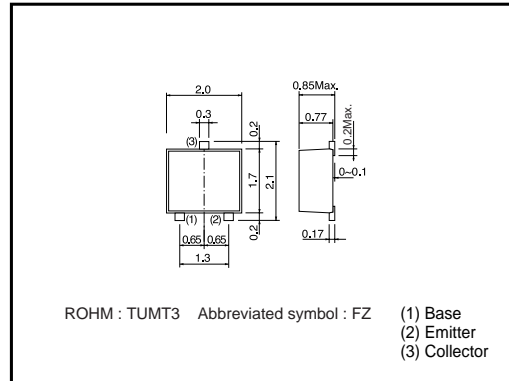 2.0
0.3
0.2
(3)
1.7
2.1
(1)
(2)
0.2
0.65
0.65
1.3
0.85Max.
0.77
0.2Max.
0~0.1
0.17
ROHM : TUMT3 Abbreviated symbol : FZ
(1) Base
(2) Emitter
(3) Collector